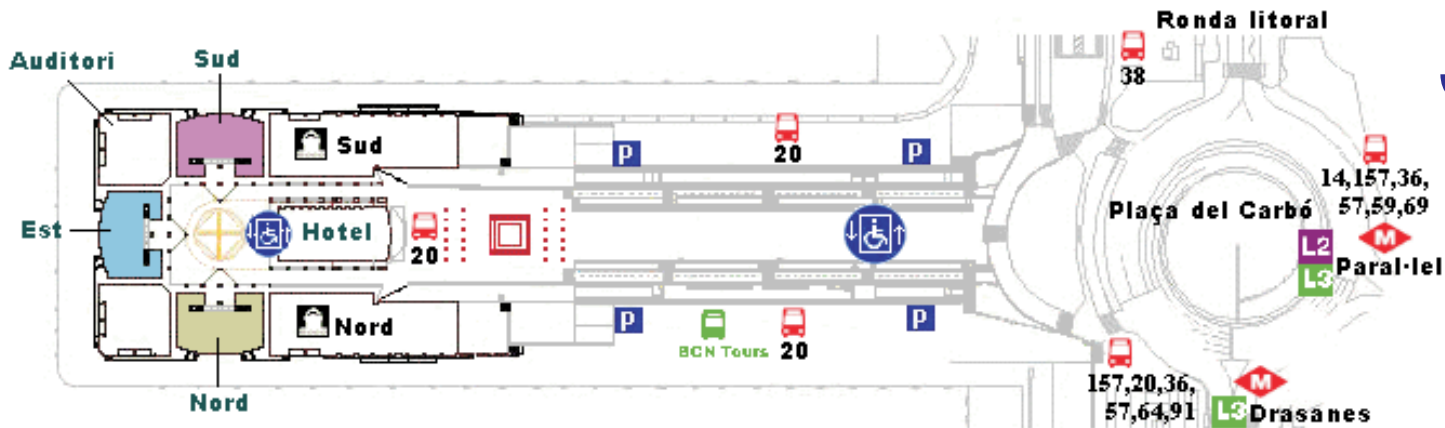 Ronda litoral
Auditori
Sud
38
P
Sud
20
P
14,157,36,
57,59,69
Plaça del Carbó
Est
Hotel
20
L2
M
Paral·lel
L3
Nord
P
BCN Tours
20
P
157,20,36,
57,64,91
M
L3
Drasanes
Nord